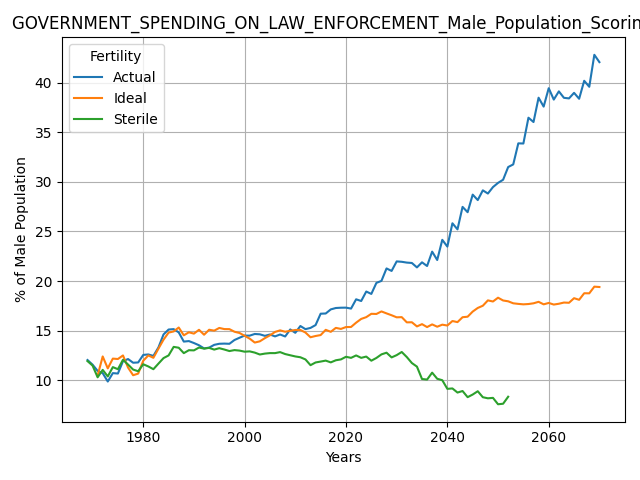 GOVERNMENT_SPENDING_ON_LAW_ENFORCEMENT_Male_Population_Scorin
Fertility
Actual
Ideal
Sterile
% of Male Population
40
35
30
25
20
15
10
1980
2000
2020
2040
2060
Years